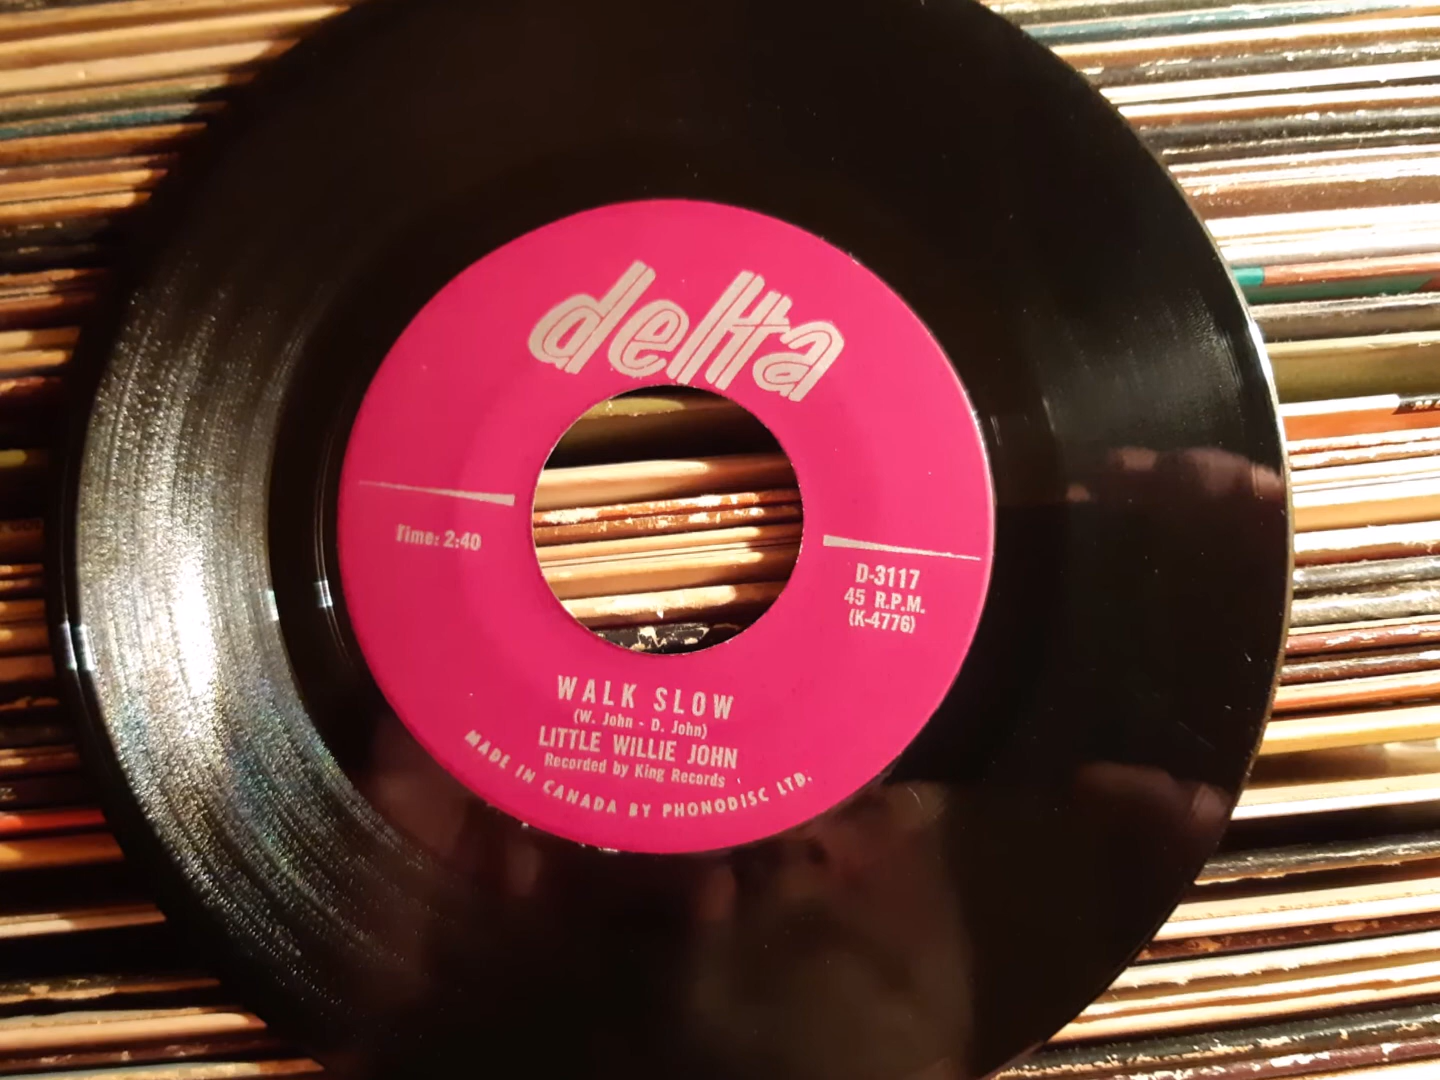 delta
Time: 2:40
D-3117
45 R.P.M.
(K-4776)
WALK SLOW
(W. John - D. John)
LITTLE WILLIE JOHN
Recorded by King Records
MADE IN CANADA BY PHONODISC LTD.